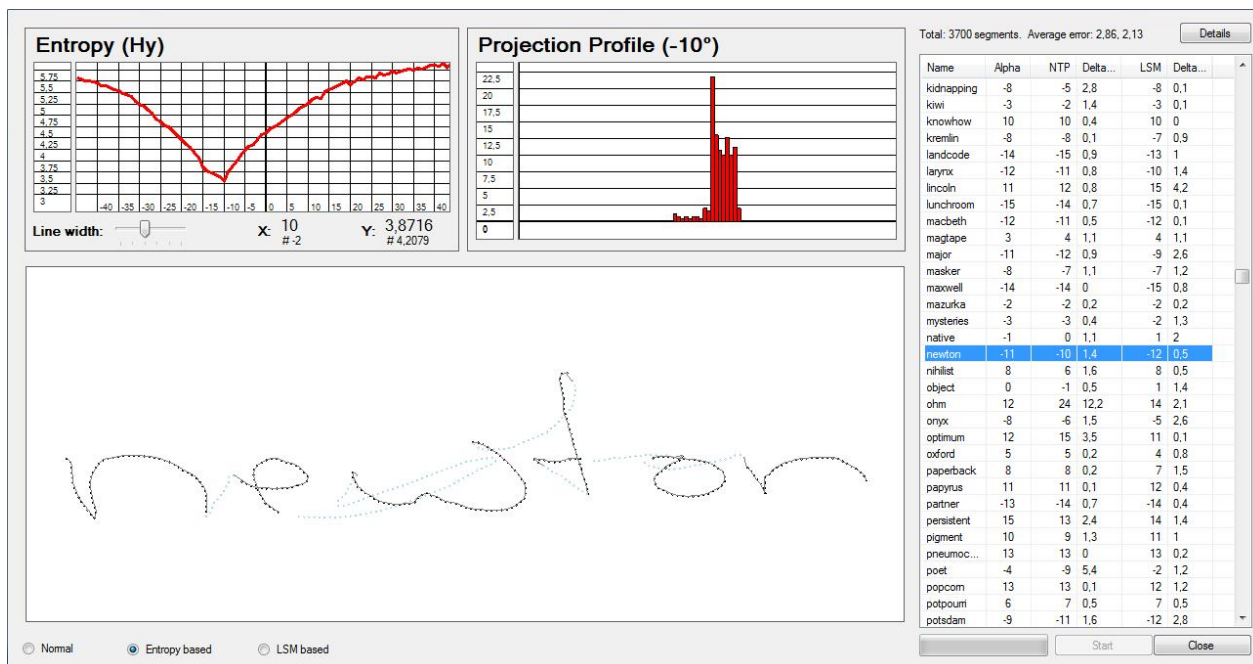 Entropy (Hy)
5,75
5,5
5,25
5
4,75
4,5
4,25
4
3,75
3,5
3,25
3
-40 -35 -30 -25 -20 -15 -10 -5 0 5 10 15 20 25 30 35 40
Line width: X: 10 Y: 3,8716
# -2 # 4,2079
Projection Profile (-10°)
22,5
20
17,5
15
12,5
10
7,5
5
2,5
0
newton
Normal Entropy based LSM based
Total: 3700 segments. Average error: 2,86, 2,13 Details
Name Alpha NTP Delta... LSM Delta...
kidnapping -8 -5 2,8 -8 0,1
kiwi -3 -2 1,4 -3 0,1
knowhow 10 10 0,4 10 0
kremlin -8 -8 0,1 -7 0,9
landcode -14 -15 0,9 -13 1
larynx -12 -11 0,8 -10 1,4
lincoln 11 12 0,8 15 4,2
lunchroom -15 -14 0,7 -15 0,1
macbeth -12 -11 0,5 -12 0,1
magtape 3 4 1,1 4 1,1
major -11 -12 0,9 -9 2,6
masker -8 -7 1,1 -7 1,2
maxwell -14 -14 0 -15 0,8
mazurka -2 -2 0,2 -2 0,2
mysteries -3 -3 0,4 -2 1,3
native -1 0 1,1 1 2
newton -11 -10 1,4 -12 0,5
nihilist 8 6 1,6 8 0,5
object 0 -1 0,5 1 1,4
ohm 12 24 12,2 14 2,1
onyx -8 -6 1,5 -5 2,6
optimum 12 15 3,5 11 0,1
oxford 5 5 0,2 4 0,8
paperback 8 8 0,2 7 1,5
papyrus 11 11 0,1 12 0,4
partner -13 -14 0,7 -14 0,4
persistent 15 13 2,4 14 1,4
pigment 10 9 1,3 11 1
pneumoc... 13 13 0 13 0,2
poet -4 -9 5,4 -2 1,2
popcorn 13 13 0,1 12 1,2
potpourri 6 7 0,5 7 0,5
potsdam -9 -11 1,6 -12 2,8
Start Close